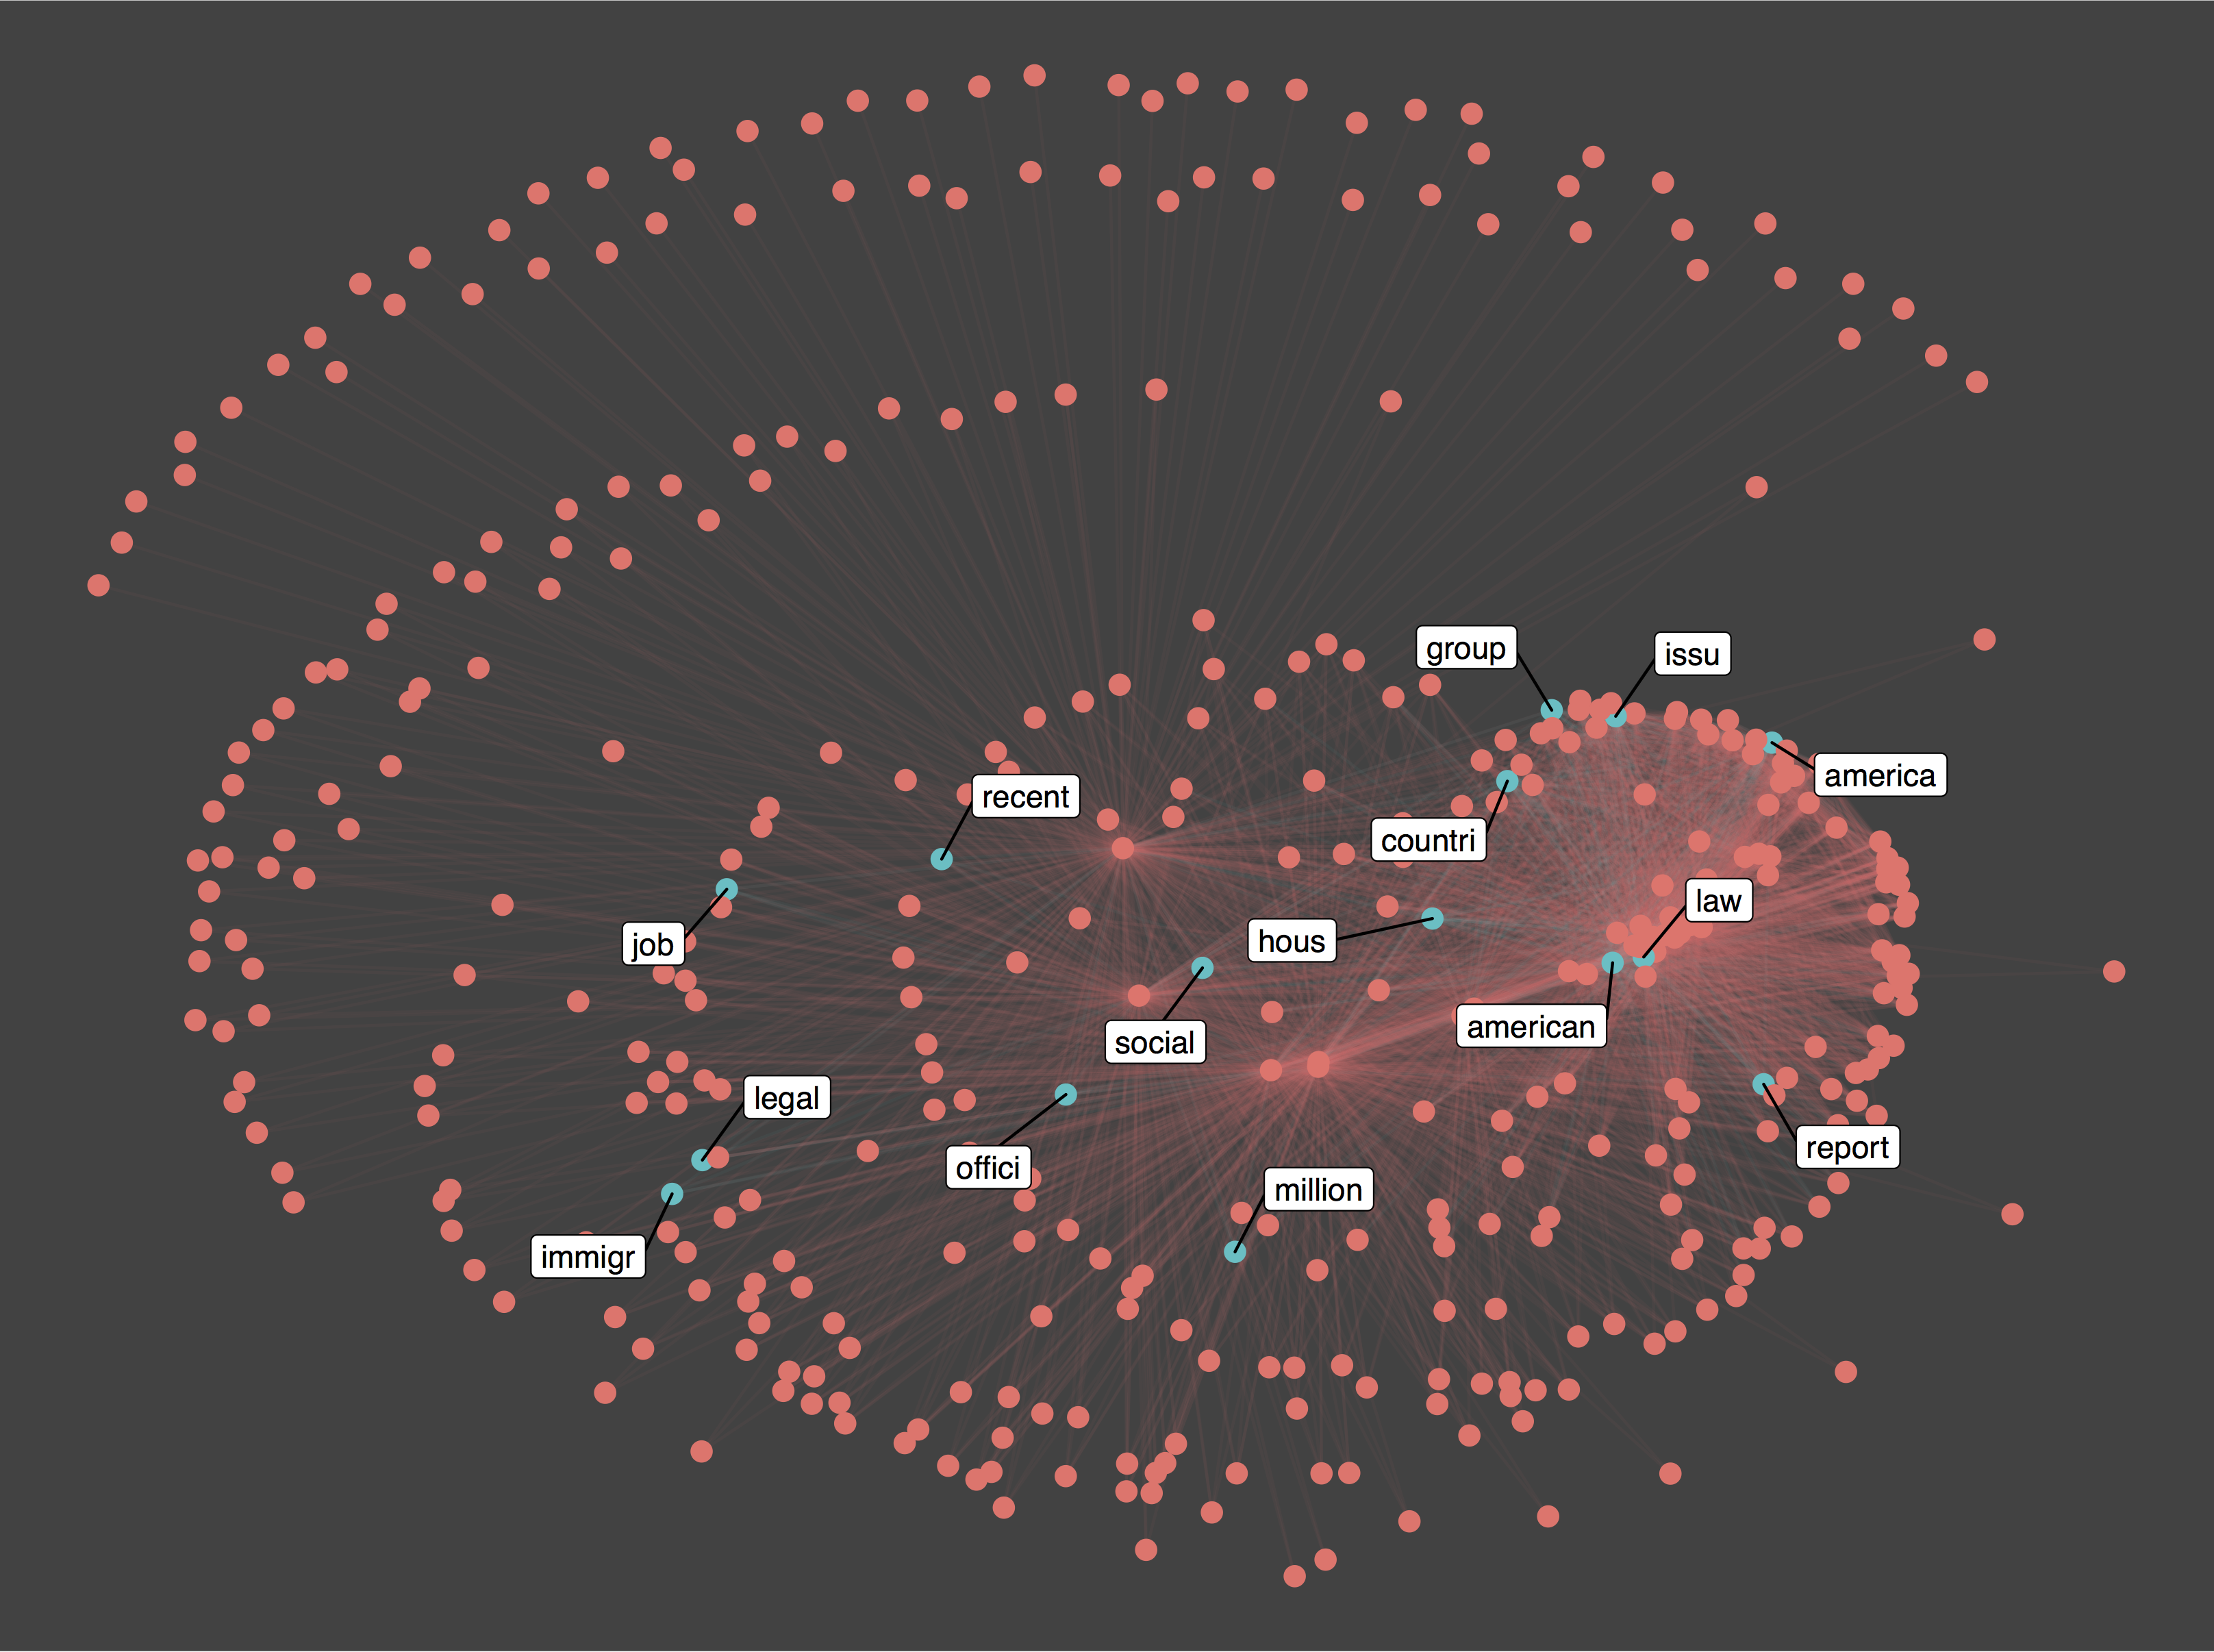 group
issu
america
recent
countri
law
hous
job
american
social
legal
report
offici
million
immigr